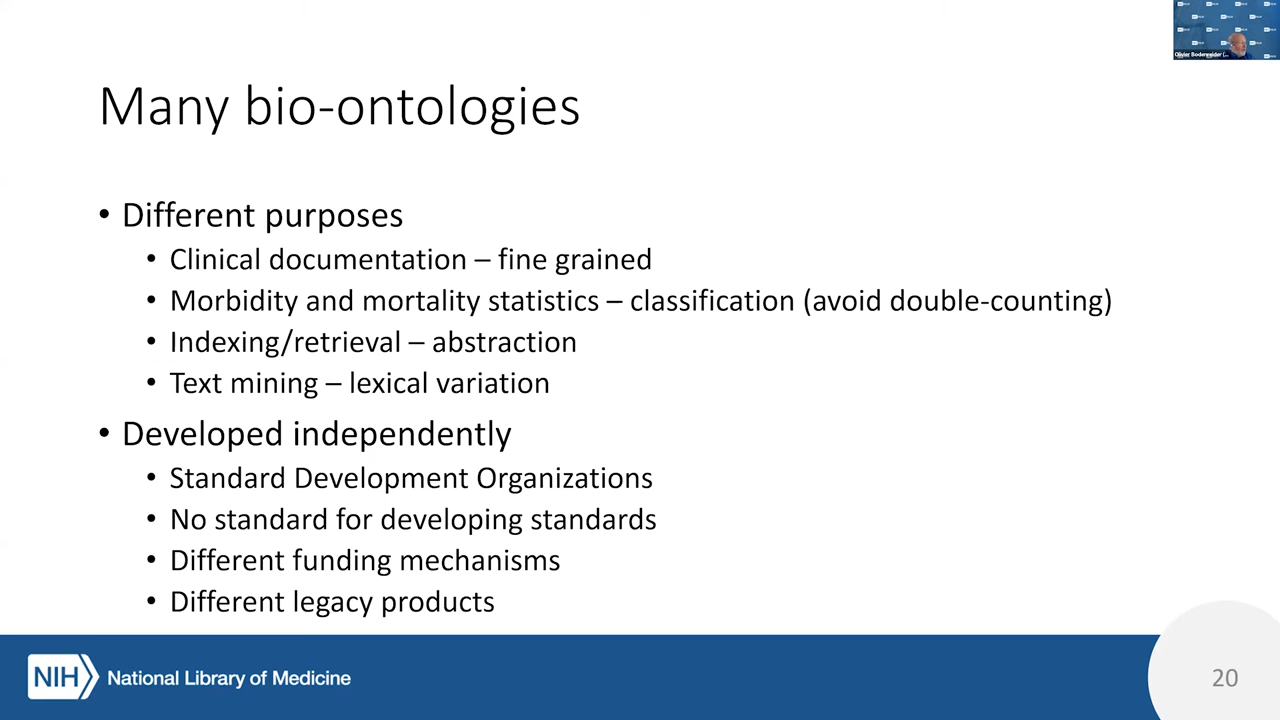 Olivier Bodenreider (...
Many bio-ontologies
• Different purposes
• Clinical documentation – fine grained
• Morbidity and mortality statistics – classification (avoid double-counting)
• Indexing/retrieval – abstraction
• Text mining – lexical variation
• Developed independently
• Standard Development Organizations
• No standard for developing standards
• Different funding mechanisms
• Different legacy products
NIH National Library of Medicine
20